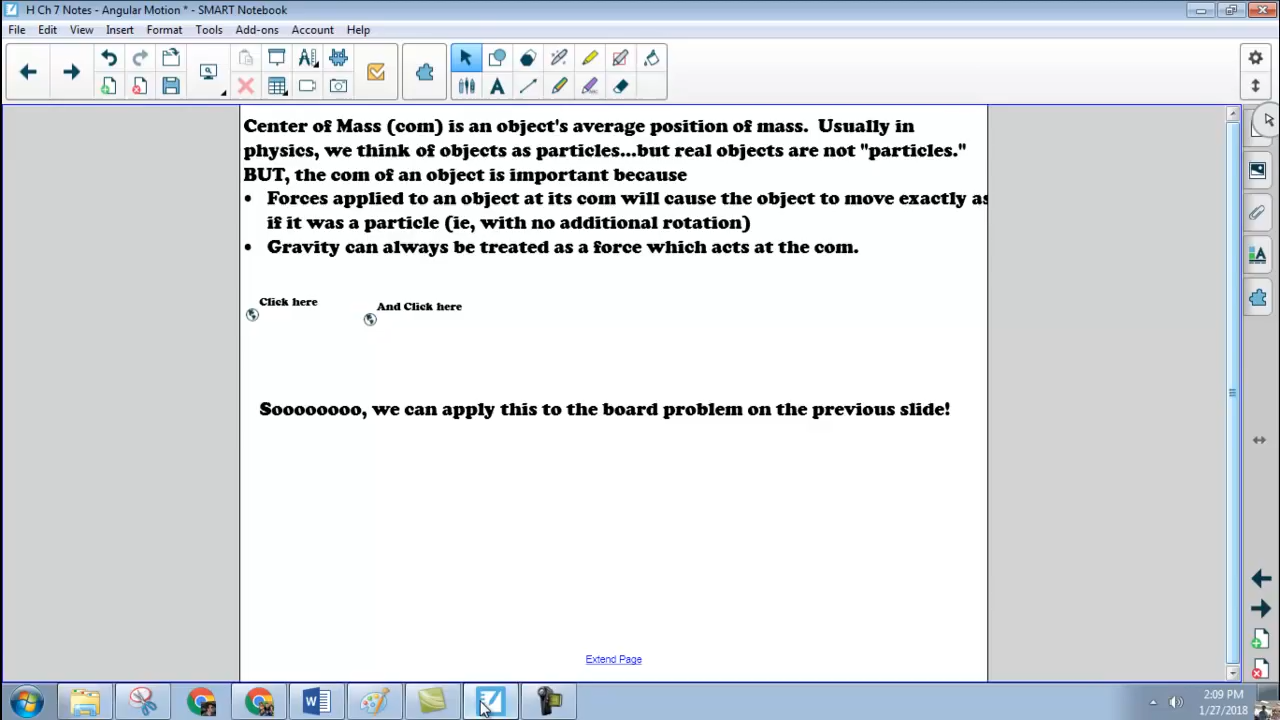 H Ch 7 Notes - Angular Motion * - SMART Notebook
File Edit View Insert Format Tools Add-ons Account Help
Center of Mass (com) is an object's average position of mass. Usually in
physics, we think of objects as particles...but real objects are not "particles."
BUT, the com of an object is important because
• Forces applied to an object at its com will cause the object to move exactly as
if it was a particle (ie, with no additional rotation)
• Gravity can always be treated as a force which acts at the com.
Click here
And Click here
Soooooooo, we can apply this to the board problem on the previous slide!
Extend Page
2:09 PM
1/27/2018